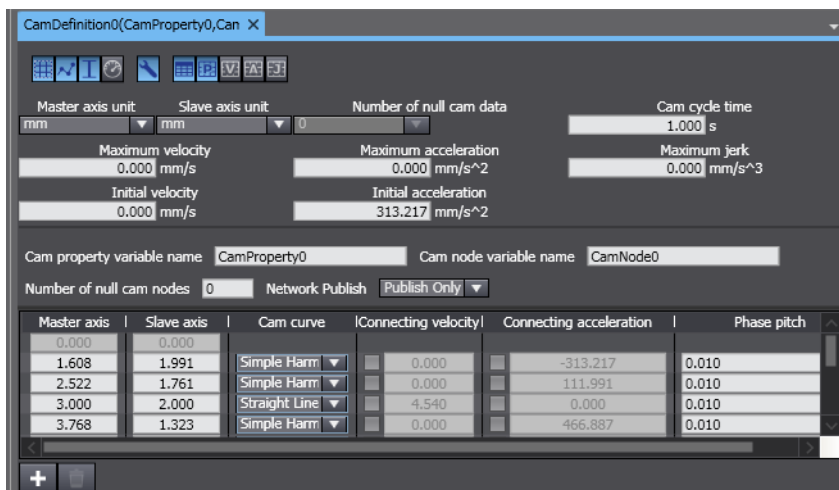 CamDefinition0(CamProperty0,Can X
P V A J
Master axis unit Slave axis unit Number of null cam data Cam cycle time
mm mm 0 1.000 s
Maximum velocity Maximum acceleration Maximum jerk
0.000 mm/s 0.000 mm/s^2 0.000 mm/s^3
Initial velocity Initial acceleration
0.000 mm/s 313.217 mm/s^2
Cam property variable name CamProperty0 Cam node variable name CamNode0
Number of null cam nodes 0 Network Publish Publish Only
Master axis | Slave axis | Cam curve |Connecting velocity| Connecting acceleration | Phase pitch
0.000 0.000
1.608 1.991 Simple Harm 0.000 -313.217 0.010
2.522 1.761 Simple Harm 0.000 111.991 0.010
3.000 2.000 Straight Line 4.540 0.000 0.010
3.768 1.323 Simple Harm 0.000 466.887 0.010